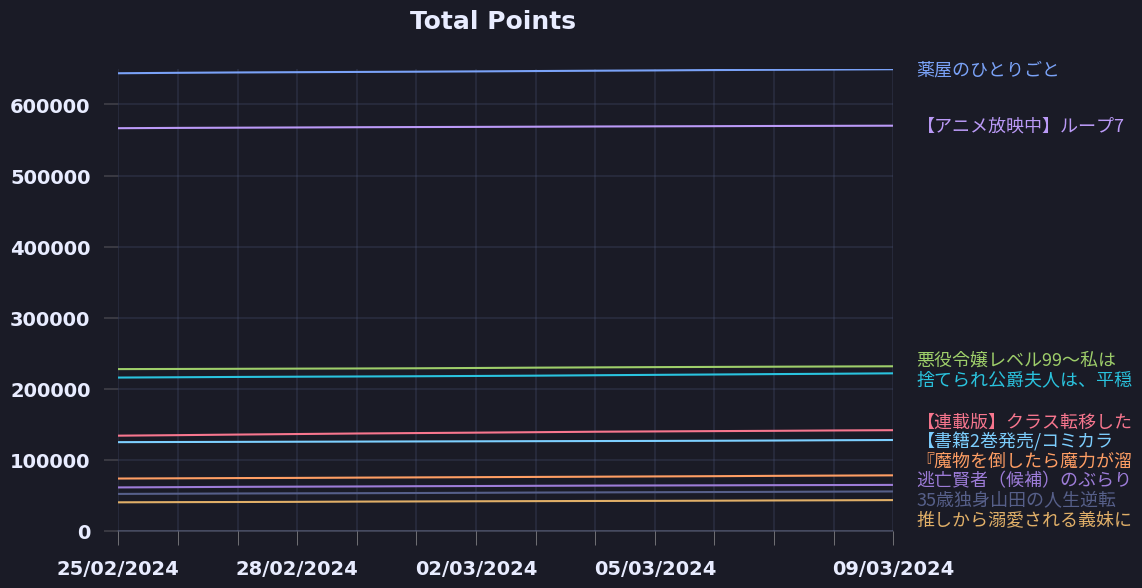 Total Points
600000
500000
400000
300000
200000
100000
0
25/02/2024
28/02/2024
02/03/2024
05/03/2024
09/03/2024
薬屋のひとりごと
【アニメ放映中】ループ7
悪役令嬢レベル99～私は
捨てられ公爵夫人は、平穏
【連載版】クラス転移した
【書籍2巻発売/コミカラ
『魔物を倒したら魔力が溜
逃亡賢者（候補）のぶらり
35歳独身山田の人生逆転
推しから溺愛される義妹に